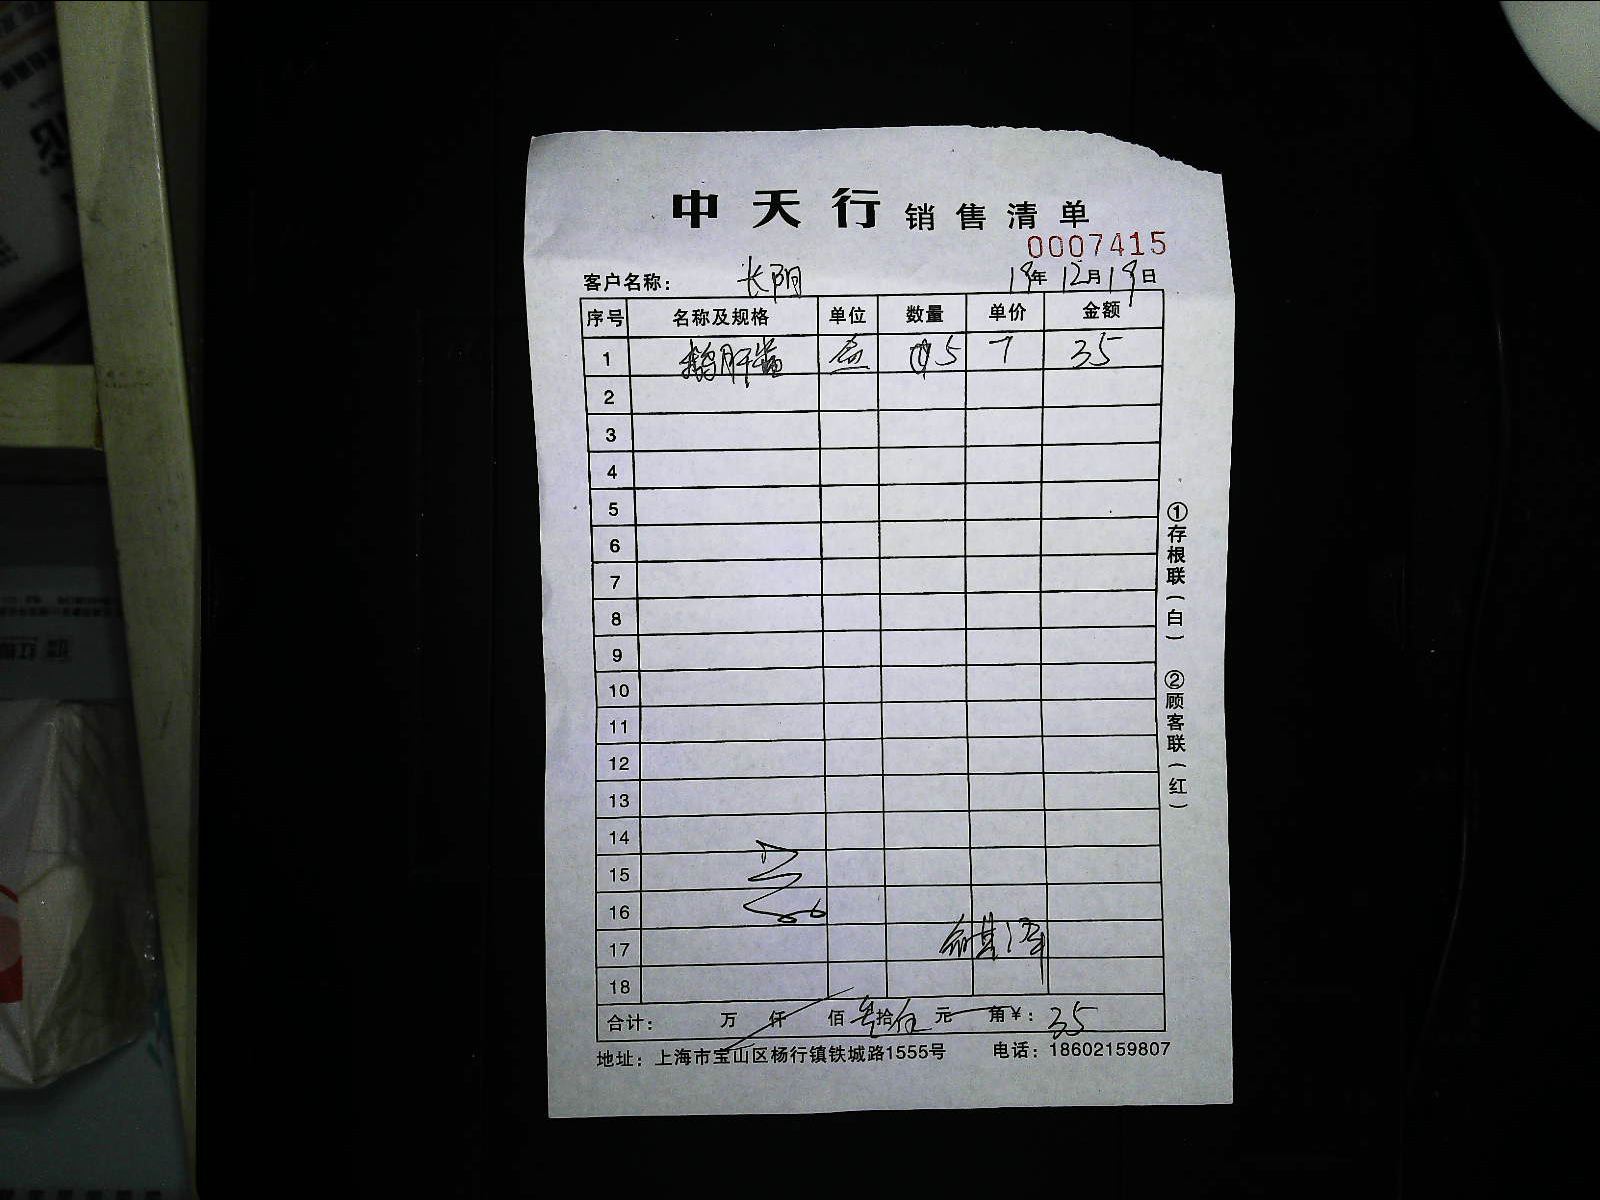 中天行 销售清单
0007415
客户名称： 长阳 19年12月19日
序号 名称及规格 单位 数量 单价 金额
1 鹅肝酱 盒 5 7 35
2
3
4
5
6
7
8
9
10
11
12
13
14
15
16
17
18
合计： 万 仟 佰 叁拾伍元 角 ¥： 35
地址：上海市宝山区杨行镇铁城路1555号 电话：18602159807
①存根联（白） ②顾客联（红）